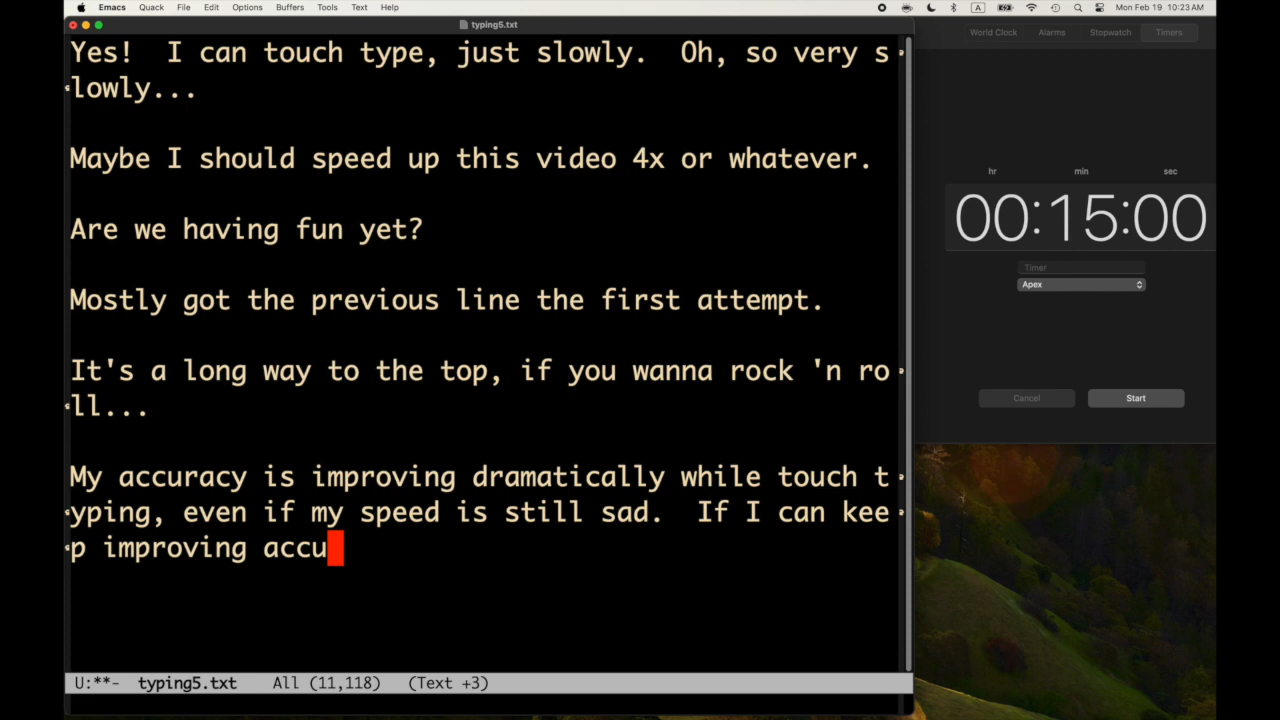 Emacs Quack File Edit Options Buffers Tools Text Help
A
Mon Feb 19 10:23 AM
typing5.txt
World Clock Alarms Stopwatch Timers
Yes!  I can touch type, just slowly.  Oh, so very s
lowly...
Maybe I should speed up this video 4x or whatever.
Are we having fun yet?
Mostly got the previous line the first attempt.
It's a long way to the top, if you wanna rock 'n ro
ll...
My accuracy is improving dramatically while touch t
yping, even if my speed is still sad.  If I can kee
p improving accu
hr min sec
00:15:00
Timer
Apex
Cancel Start
U:**-  typing5.txt    All (11,118)   (Text +3)